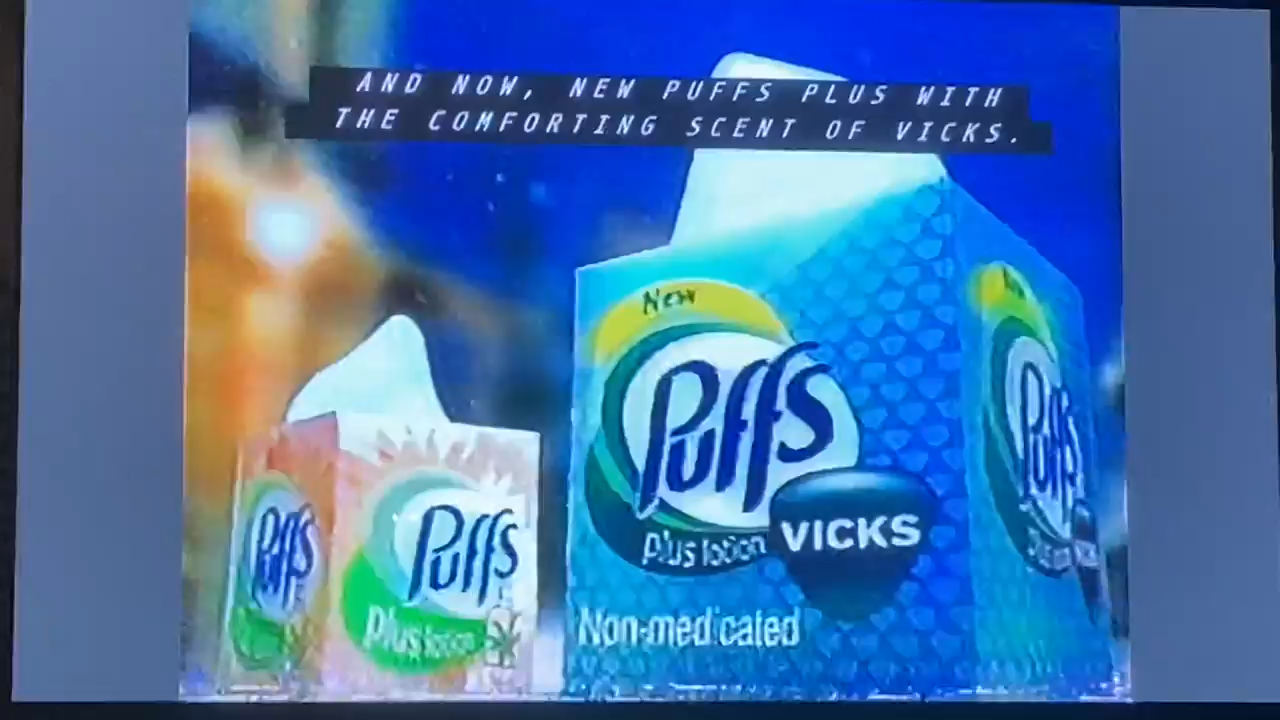 AND NOW, NEW PUFFS PLUS WITH
THE COMFORTING SCENT OF VICKS.
New
Puffs
Plus lotion
VICKS
Non-medicated
Puffs
Puffs
Plus lotion
Puffs